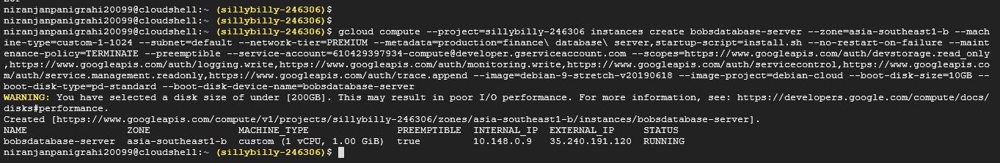 niranjanpanigrahi20099@cloudshell:~ (sillybilly-246306)$
niranjanpanigrahi20099@cloudshell:~ (sillybilly-246306)$
niranjanpanigrahi20099@cloudshell:~ (sillybilly-246306)$ gcloud compute --project=sillybilly-246306 instances create bobsdatabase-server --zone=asia-southeast1-b --mach
ine-type=custom-1-1024 --subnet=default --network-tier=PREMIUM --metadata=production=finance\ database\ server,startup-script=install.sh --no-restart-on-failure --maint
enance-policy=TERMINATE --preemptible --service-account=610429397934-compute@developer.gserviceaccount.com --scopes=https://www.googleapis.com/auth/devstorage.read_only
,https://www.googleapis.com/auth/logging.write,https://www.googleapis.com/auth/monitoring.write,https://www.googleapis.com/auth/servicecontrol,https://www.googleapis.co
m/auth/service.management.readonly,https://www.googleapis.com/auth/trace.append --image=debian-9-stretch-v20190618 --image-project=debian-cloud --boot-disk-size=10GB --
boot-disk-type=pd-standard --boot-disk-device-name=bobsdatabase-server
WARNING: You have selected a disk size of under [200GB]. This may result in poor I/O performance. For more information, see: https://developers.google.com/compute/docs/
disks#performance.
Created [https://www.googleapis.com/compute/v1/projects/sillybilly-246306/zones/asia-southeast1-b/instances/bobsdatabase-server].
NAME ZONE MACHINE_TYPE PREEMPTIBLE INTERNAL_IP EXTERNAL_IP STATUS
bobsdatabase-server asia-southeast1-b custom (1 vCPU, 1.00 GiB) true 10.148.0.9 35.240.191.120 RUNNING
niranjanpanigrahi20099@cloudshell:~ (sillybilly-246306)$